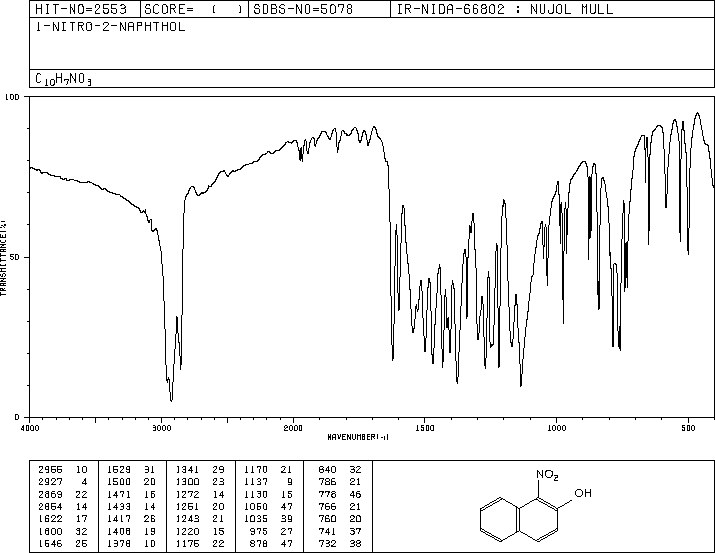 HIT-NO=2553 SCORE= ( ) SDBS-NO=5078 IR-NIDA-66802 : NUJOL MULL
1-NITRO-2-NAPHTHOL
C10H7NO3
100
TRANSMITTANCE(%)
50
0
4000 3000 2000 1500 1000 500
WAVENUMBER(-1)
2955 10 1529 31 1341 29 1170 21 840 32
2927 4 1500 20 1300 23 1137 9 786 21
2869 22 1471 16 1272 14 1130 15 778 46
2854 14 1433 14 1251 20 1050 47 766 21
1622 17 1417 26 1243 21 1035 39 760 20
1600 32 1408 19 1220 15 975 27 741 37
1546 25 1378 10 1175 22 878 47 732 38
NO2
OH